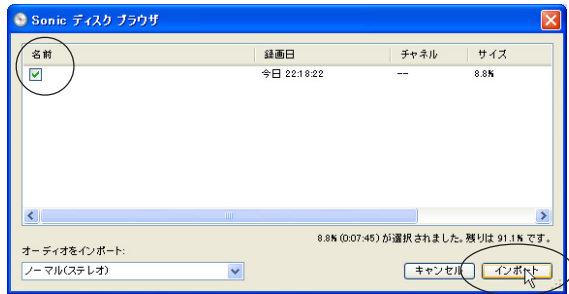 Sonic ディスク ブラウザ
名前 録画日 チャネル サイズ
今日 22:18:22 -- 8.8%
8.8% (0:07:45) が選択されました。残りは 91.1% です。
オーディオをインポート:
ノーマル(ステレオ) キャンセル インポート